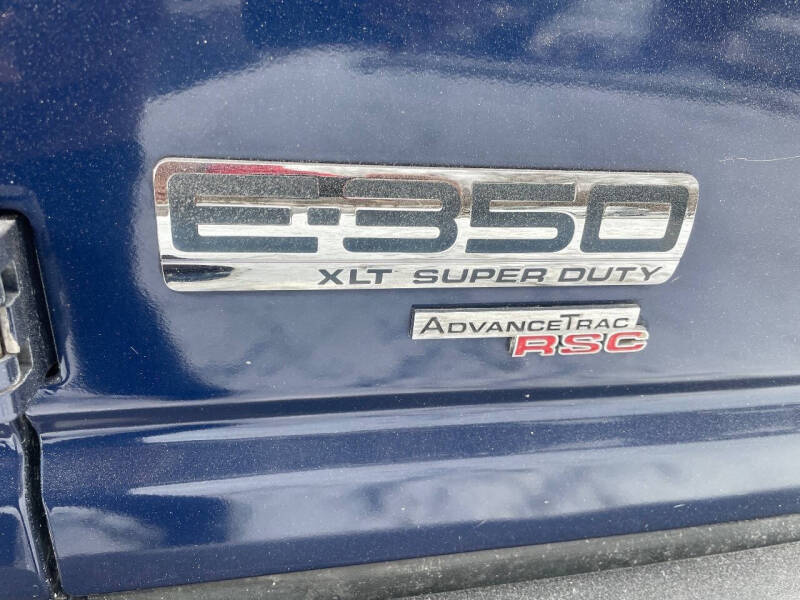 E-350
XLT SUPER DUTY
ADVANCETRAC
RSC